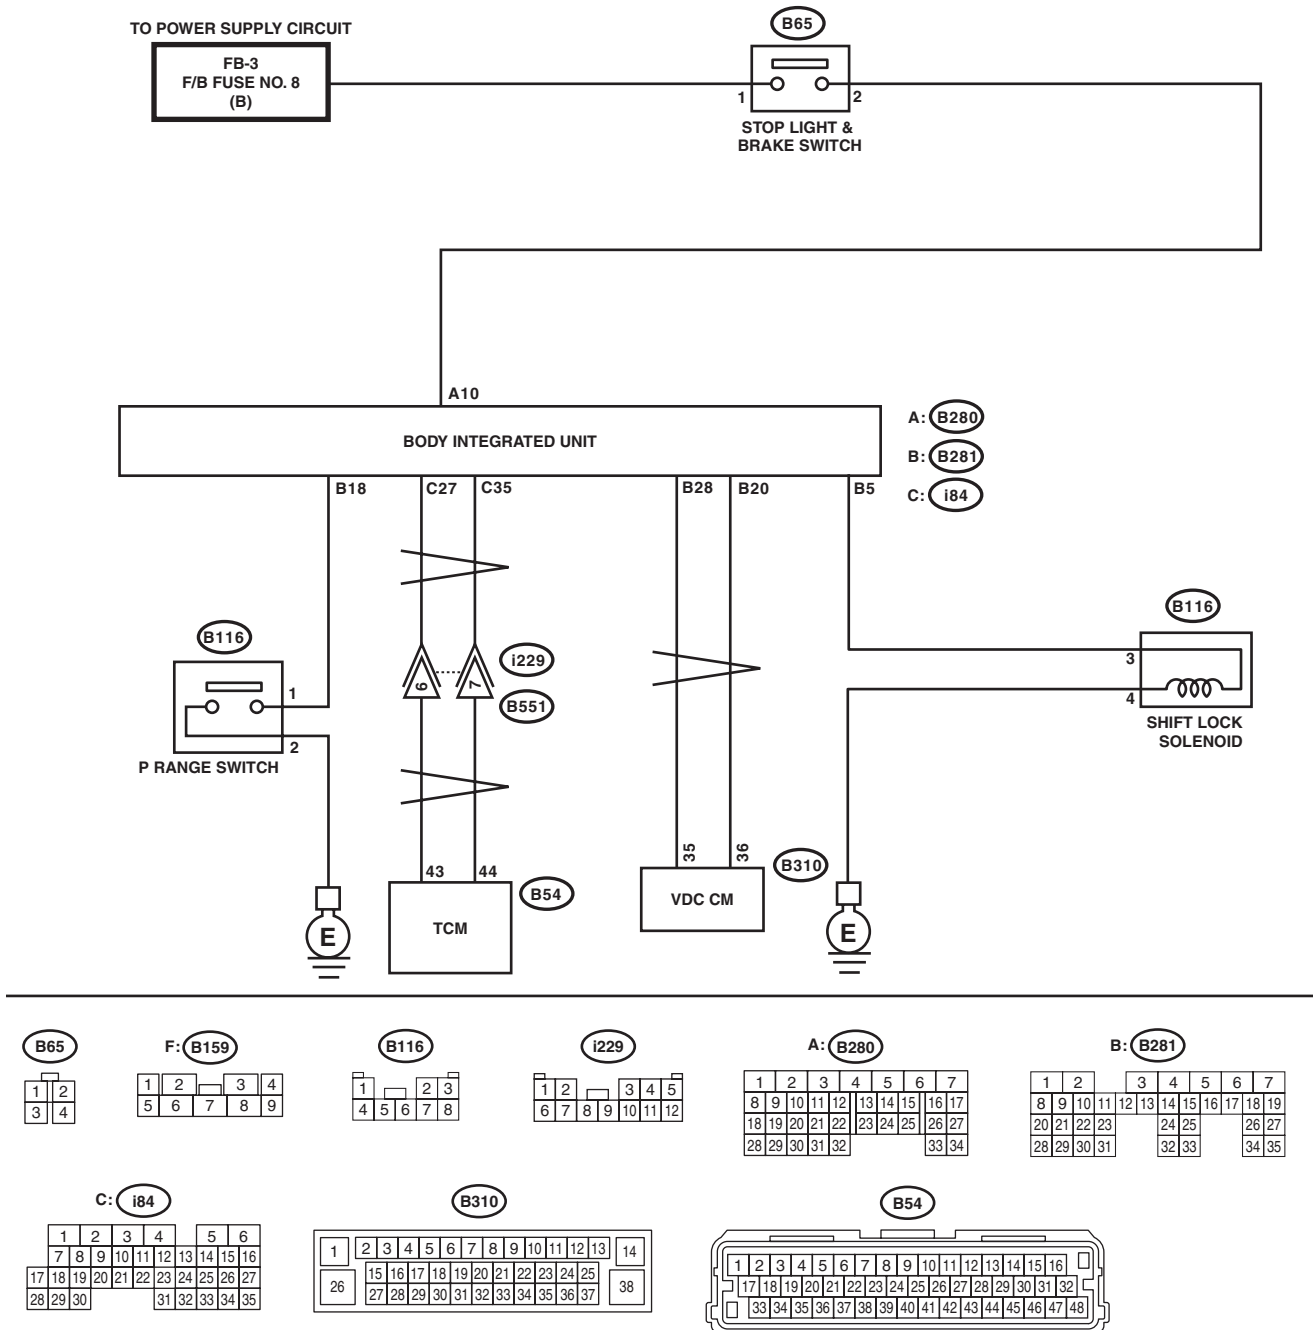 TO POWER SUPPLY CIRCUIT
FB-3
F/B FUSE NO. 8
(B)
B65
1
2
STOP LIGHT &
BRAKE SWITCH
A10
BODY INTEGRATED UNIT
A: B280
B: B281
C: i84
B18
C27
C35
B28
B20
B5
B116
1
2
P RANGE SWITCH
6
7
i229
B551
B116
3
4
SHIFT LOCK
SOLENOID
E
43
44
B54
TCM
35
36
B310
VDC CM
E
B65
1 2
3 4
F: B159
1 2 3 4
5 6 7 8 9
B116
1 2 3
4 5 6 7 8
i229
1 2 3 4 5
6 7 8 9 10 11 12
A: B280
1 2 3 4 5 6 7
8 9 10 11 12 13 14 15 16 17
18 19 20 21 22 23 24 25 26 27
28 29 30 31 32 33 34
B: B281
1 2 3 4 5 6 7
8 9 10 11 12 13 14 15 16 17 18 19
20 21 22 23 24 25 26 27
28 29 30 31 32 33 34 35
C: i84
1 2 3 4 5 6
7 8 9 10 11 12 13 14 15 16
17 18 19 20 21 22 23 24 25 26 27
28 29 30 31 32 33 34 35
B310
1 2 3 4 5 6 7 8 9 10 11 12 13 14
15 16 17 18 19 20 21 22 23 24 25
26 27 28 29 30 31 32 33 34 35 36 37 38
B54
1 2 3 4 5 6 7 8 9 10 11 12 13 14 15 16
17 18 19 20 21 22 23 24 25 26 27 28 29 30 31 32
33 34 35 36 37 38 39 40 41 42 43 44 45 46 47 48